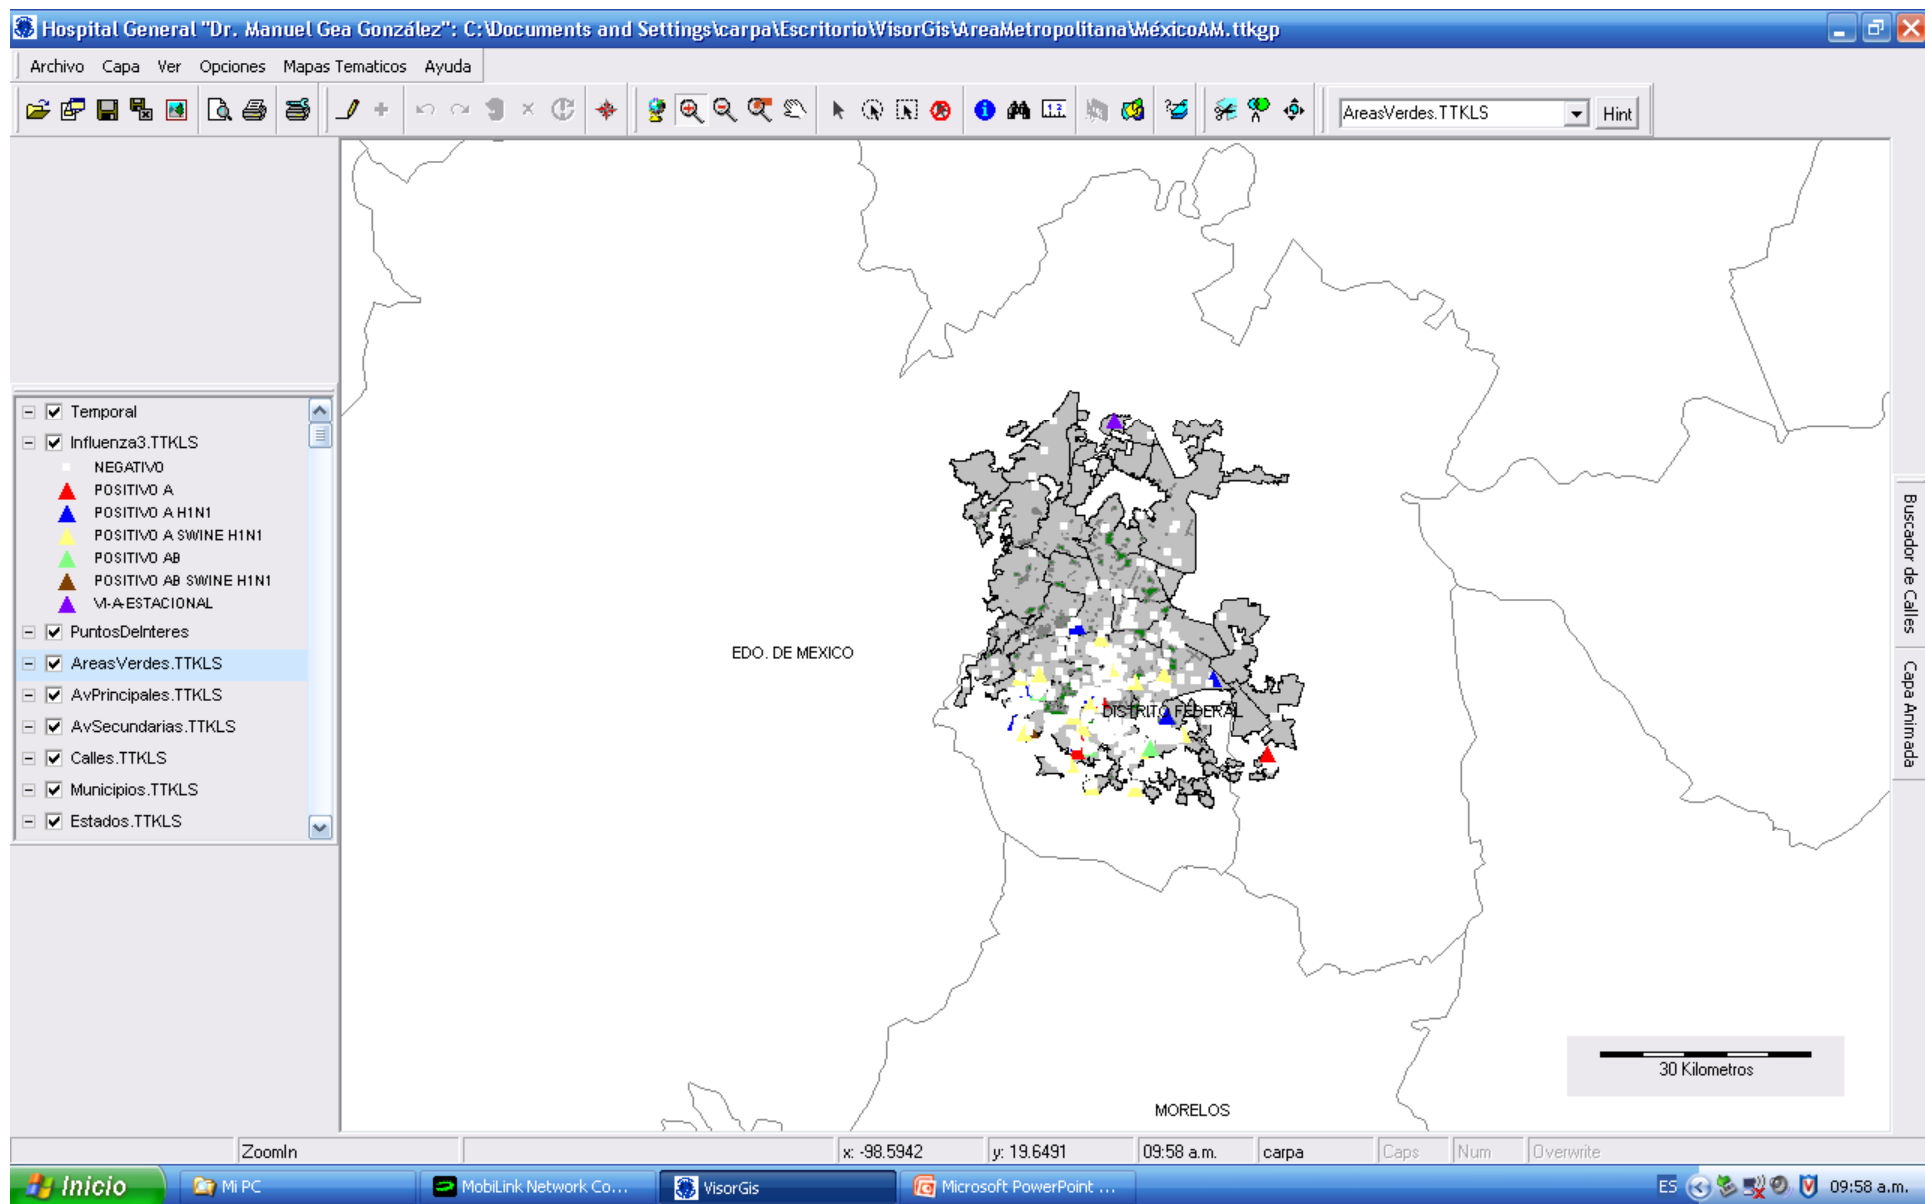 Hospital General "Dr. Manuel Gea González": C:\Documents and Settings\carpa\Escritorio\VisorGis\AreaMetropolitana\MéxicoAM.ttkgp
Archivo Capa Ver Opciones Mapas Tematicos Ayuda
AreasVerdes.TTKLS Hint
Temporal
Influenza3.TTKLS
NEGATIVO
POSITIVO A
POSITIVO A H1N1
POSITIVO A SWINE H1N1
POSITIVO AB
POSITIVO AB SWINE H1N1
VI-A-ESTACIONAL
PuntosDeInteres
AreasVerdes.TTKLS
AvPrincipales.TTKLS
AvSecundarias.TTKLS
Calles.TTKLS
Municipios.TTKLS
Estados.TTKLS
EDO. DE MEXICO
DISTRITO FEDERAL
MORELOS
30 Kilometros
Buscador de Calles
Capa Animada
ZoomIn x: -98.5942 y: 19.6491 09:58 a.m. carpa Caps Num Overwrite
Inicio Mi PC MobiLink Network Co... VisorGis Microsoft PowerPoint ... ES 09:58 a.m.